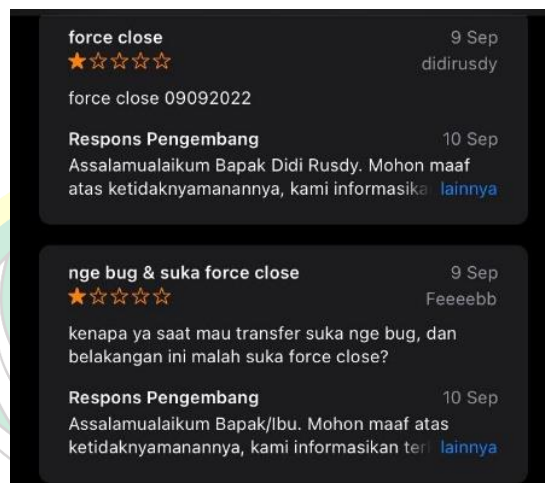 force close 9 Sep
★☆☆☆☆ didirusdy
force close 09092022
Respons Pengembang 10 Sep
Assalamualaikum Bapak Didi Rusdy. Mohon maaf
atas ketidaknyamanannya, kami informasika lainnya
nge bug & suka force close 9 Sep
★☆☆☆☆ Feeeebb
kenapa ya saat mau transfer suka nge bug, dan
belakangan ini malah suka force close?
Respons Pengembang 10 Sep
Assalamualaikum Bapak/Ibu. Mohon maaf atas
ketidaknyamanannya, kami informasikan teri lainnya